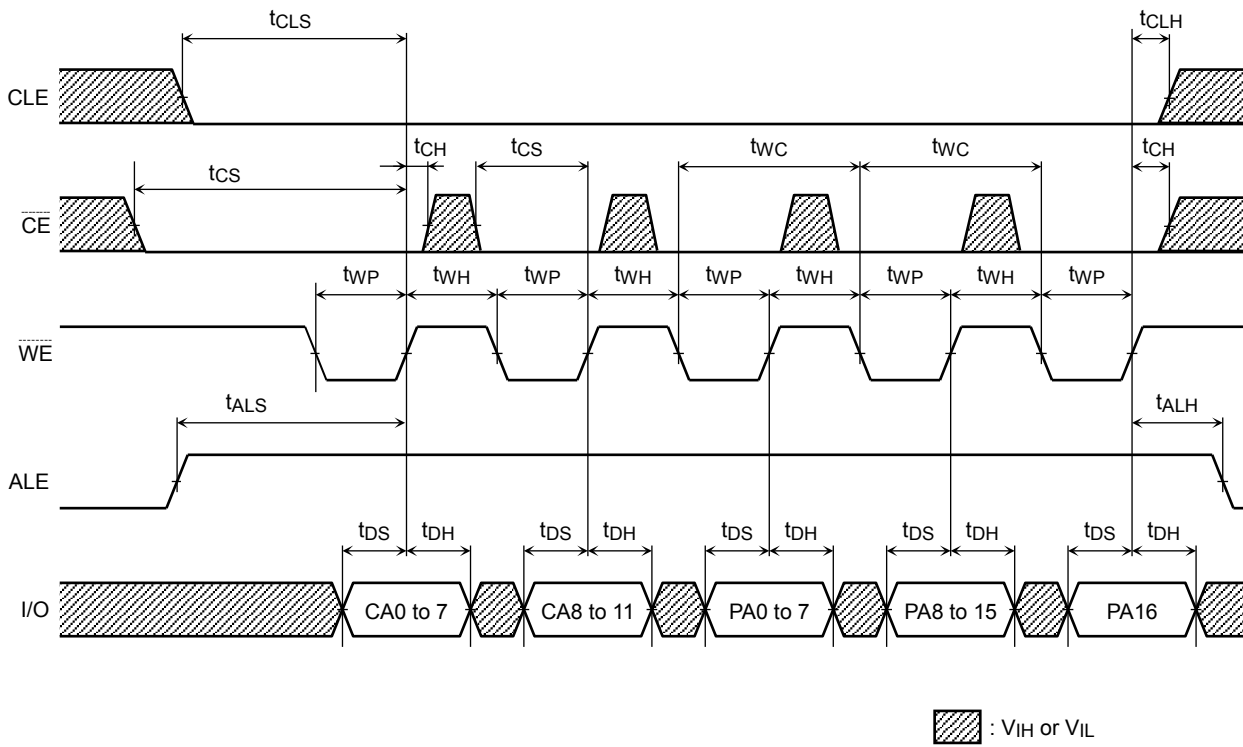 tCLS tCLH
CLE
tCH tCS tWC tWC tCH
tCS
CE
tWP tWH tWP tWH tWP tWH tWP tWH tWP
WE
tALS tALH
ALE
tDS tDH tDS tDH tDS tDH tDS tDH tDS tDH
I/O CA0 to 7 CA8 to 11 PA0 to 7 PA8 to 15 PA16
: VIH or VIL